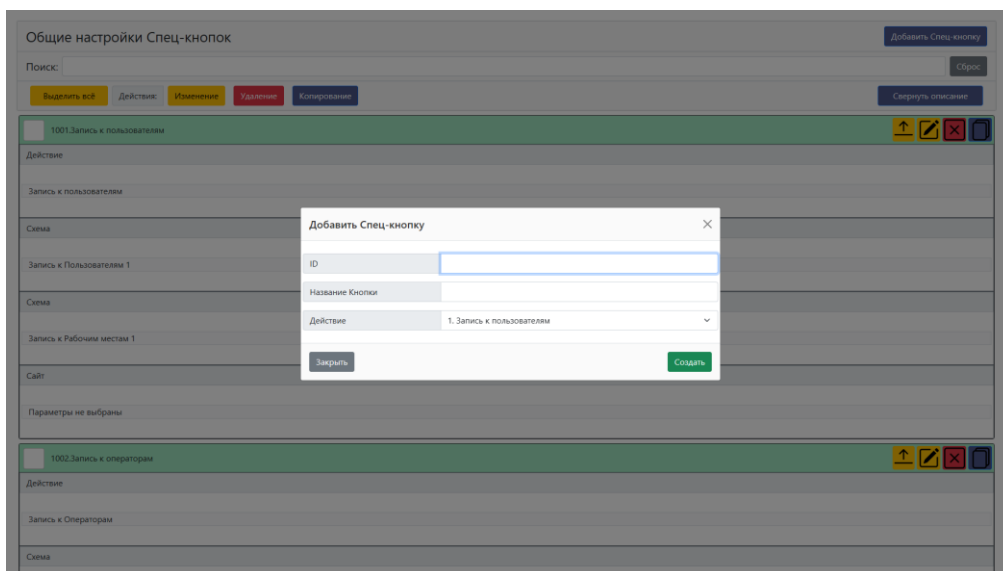 Общие настройки Спец-кнопок
Добавить Спец-кнопку
Поиск:
Сброс
Выделить всё Действия: Изменение Удаление Копирование Свернуть описание
1001.Запись к пользователям
Действие
Запись к пользователям
Схема
Запись к Пользователям 1
Схема
Запись к Рабочим местам 1
Сайт
Параметры не выбраны
Добавить Спец-кнопку
ID
Название Кнопки
Действие 1. Запись к пользователям
Закрыть Создать
1002.Запись к операторам
Действие
Запись к Операторам
Схема